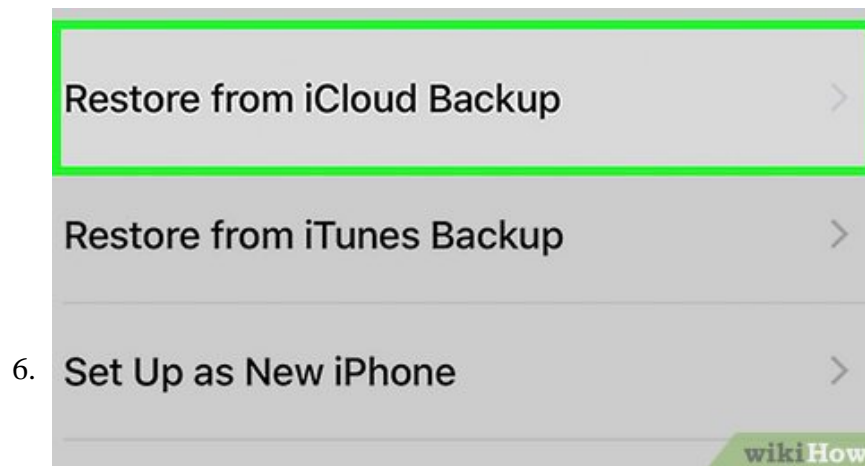 Restore from iCloud Backup
Restore from iTunes Backup
6. Set Up as New iPhone
wikiHow